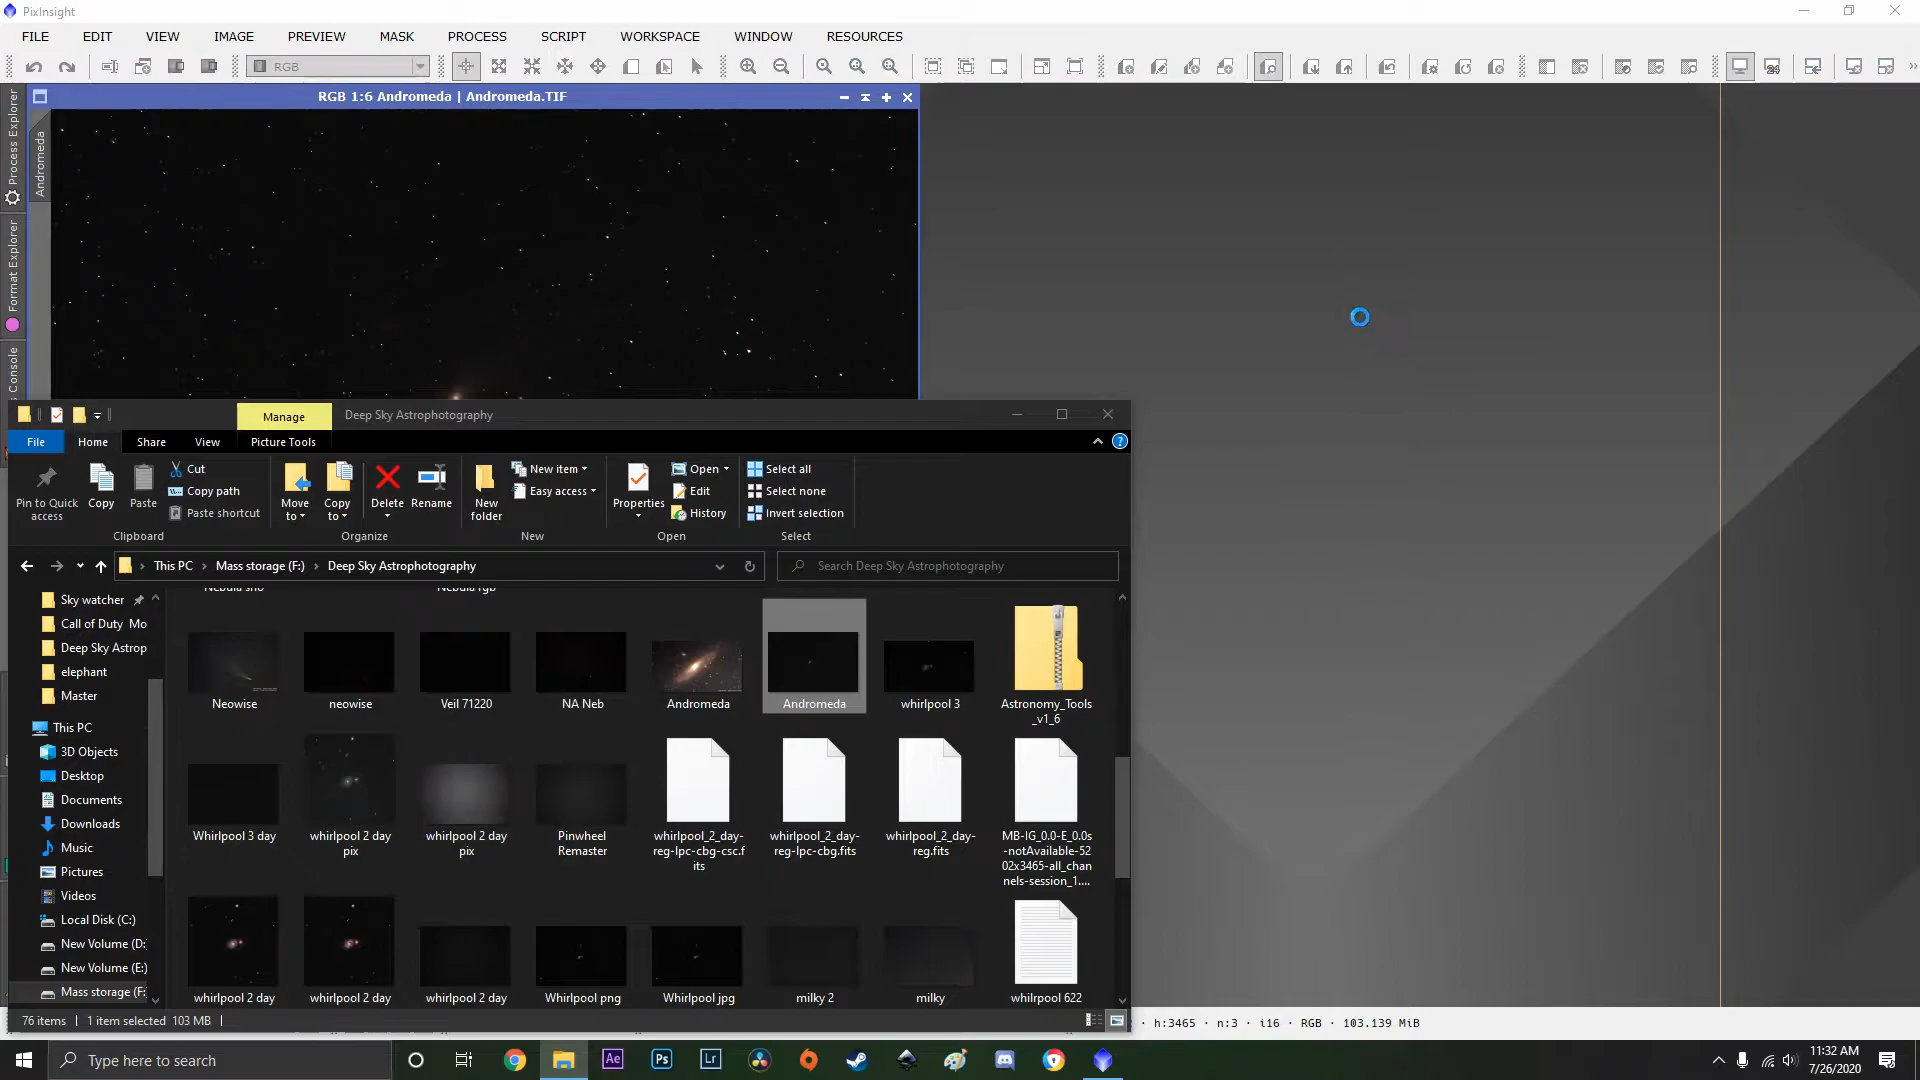 PixInsight
FILE EDIT VIEW IMAGE PREVIEW MASK PROCESS SCRIPT WORKSPACE WINDOW RESOURCES
RGB
RGB 1:6 Andromeda | Andromeda.TIF
Process Explorer
Format Explorer
Console
Andromeda
Manage
Deep Sky Astrophotography
File Home Share View Picture Tools
Pin to Quick access
Copy
Paste
Cut
Copy path
Paste shortcut
Clipboard
Move to
Copy to
Delete
Rename
Organize
New folder
New item
Easy access
New
Properties
Open
Edit
History
Open
Select all
Select none
Invert selection
Select
This PC > Mass storage (F:) > Deep Sky Astrophotography
Search Deep Sky Astrophotography
Sky watcher
Call of Duty Mo
Deep Sky Astrop
elephant
Master
This PC
3D Objects
Desktop
Documents
Downloads
Music
Pictures
Videos
Local Disk (C:)
New Volume (D:
New Volume (E:)
Mass storage (F:
Nebula sho
Nebula rgb
Neowise
neowise
Veil 71220
NA Neb
Andromeda
Andromeda
whirlpool 3
Astronomy_Tools
_v1_6
Whirlpool 3 day
whirlpool 2 day
pix
whirlpool 2 day
pix
Pinwheel
Remaster
whirlpool_2_day-
reg-lpc-cbg-csc.f
its
whirlpool_2_day-
reg-lpc-cbg.fits
whirlpool_2_day-
reg.fits
MB-IG_0.0-E_0.0s
-notAvailable-52
02x3465-all_chan
nels-session_1....
whirlpool 2 day
whirlpool 2 day
whirlpool 2 day
Whirlpool png
Whirlpool jpg
milky 2
milky
whilrpool 622
76 items 1 item selected 103 MB
· h:3465 · n:3 · i16 · RGB · 103.139 MiB
Type here to search
Ae
Ps
Lr
11:32 AM
7/26/2020